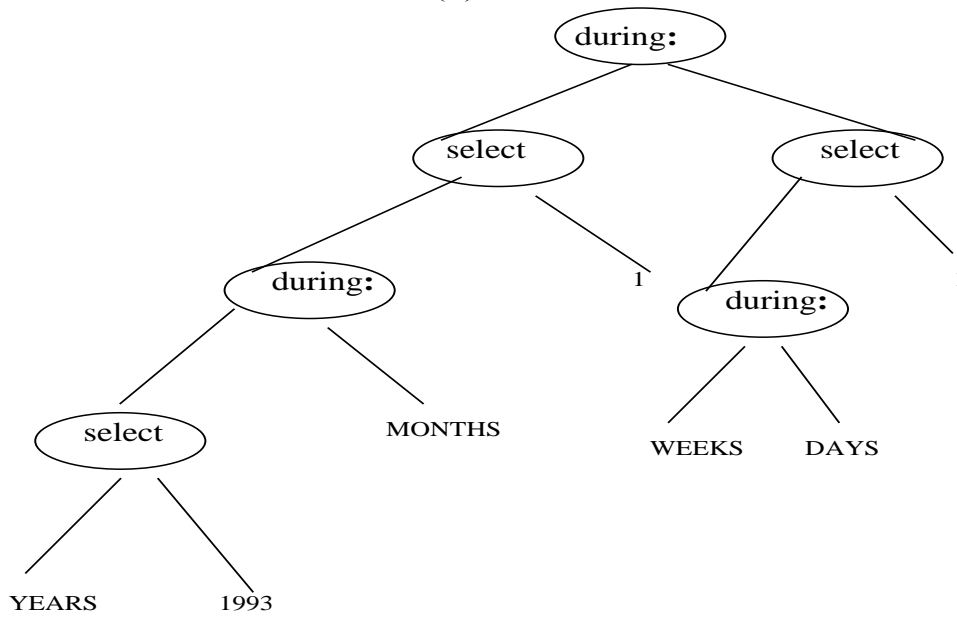 during:
select
select
during:
1
during:
MONTHS
select
WEEKS
DAYS
YEARS
1993